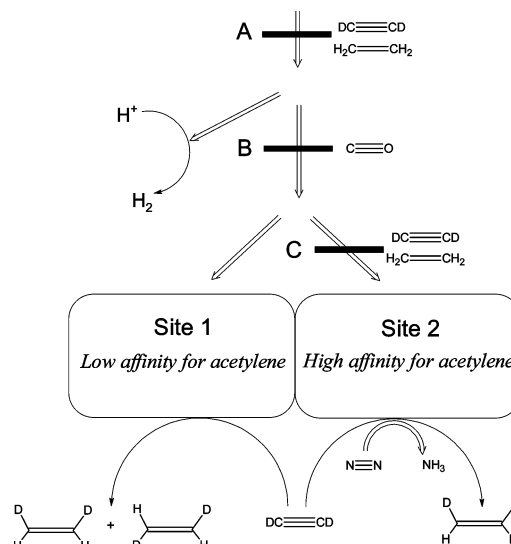 A DC≡CD
H₂C=CH₂
H⁺
B C≡O
H₂
C DC≡CD
H₂C=CH₂
Site 1 Site 2
Low affinity for acetylene High affinity for acetylene
N≡N NH₃
D D H D D
+ DC≡CD
H H D H H